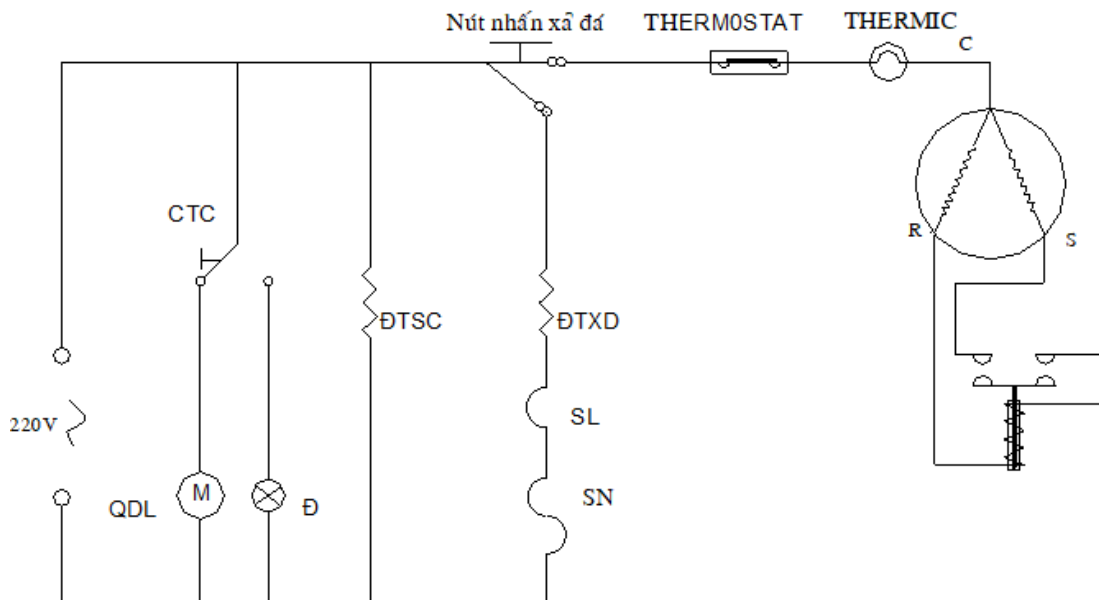 Nút nhấn xả đá
THERM0STAT
THERMIC
C
CTC
R
S
ĐTSC
ĐTXD
220V
SL
SN
QDL
M
Đ